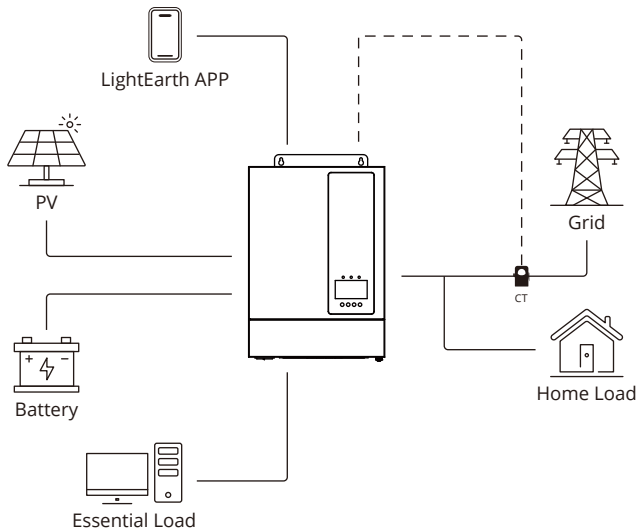 LightEarth APP
PV
Grid
CT
Home Load
Battery
Essential Load